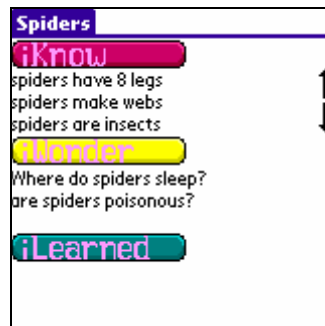 Spiders
iKnow
spiders have 8 legs
spiders make webs
spiders are insects
iWonder
Where do spiders sleep?
are spiders poisonous?
iLearned